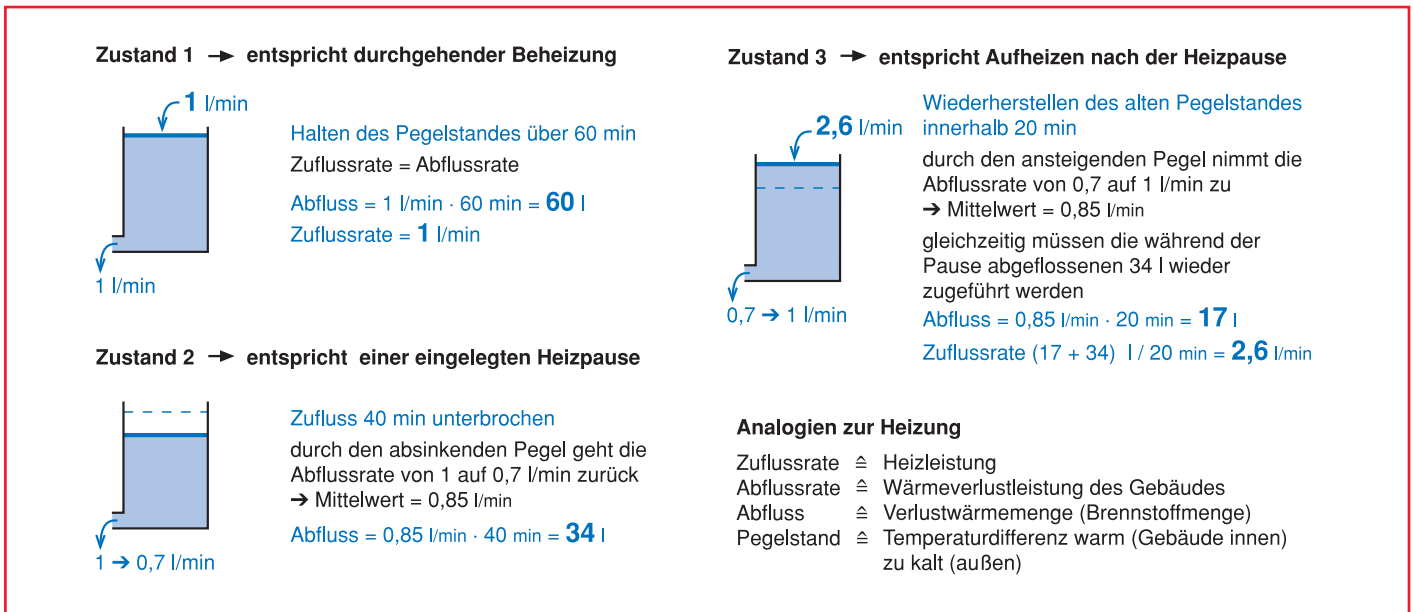 Zustand 1 ➔ entspricht durchgehender Beheizung
1 l/min
Halten des Pegelstandes über 60 min
Zuflussrate = Abflussrate
Abfluss = 1 l/min · 60 min = 60 l
Zuflussrate = 1 l/min
1 l/min
Zustand 2 ➔ entspricht einer eingelegten Heizpause
Zufluss 40 min unterbrochen
durch den absinkenden Pegel geht die
Abflussrate von 1 auf 0,7 l/min zurück
➔ Mittelwert = 0,85 l/min
Abfluss = 0,85 l/min · 40 min = 34 l
1 ➔ 0,7 l/min
Zustand 3 ➔ entspricht Aufheizen nach der Heizpause
2,6 l/min
Wiederherstellen des alten Pegelstandes
innerhalb 20 min
durch den ansteigenden Pegel nimmt die
Abflussrate von 0,7 auf 1 l/min zu
➔ Mittelwert = 0,85 l/min
gleichzeitig müssen die während der
Pause abgeflossenen 34 l wieder
zugeführt werden
Abfluss = 0,85 l/min · 20 min = 17 l
Zuflussrate (17 + 34) l / 20 min = 2,6 l/min
0,7 ➔ 1 l/min
Analogien zur Heizung
Zuflussrate ≙ Heizleistung
Abflussrate ≙ Wärmeverlustleistung des Gebäudes
Abfluss ≙ Verlustwärmemenge (Brennstoffmenge)
Pegelstand ≙ Temperaturdifferenz warm (Gebäude innen)
zu kalt (außen)